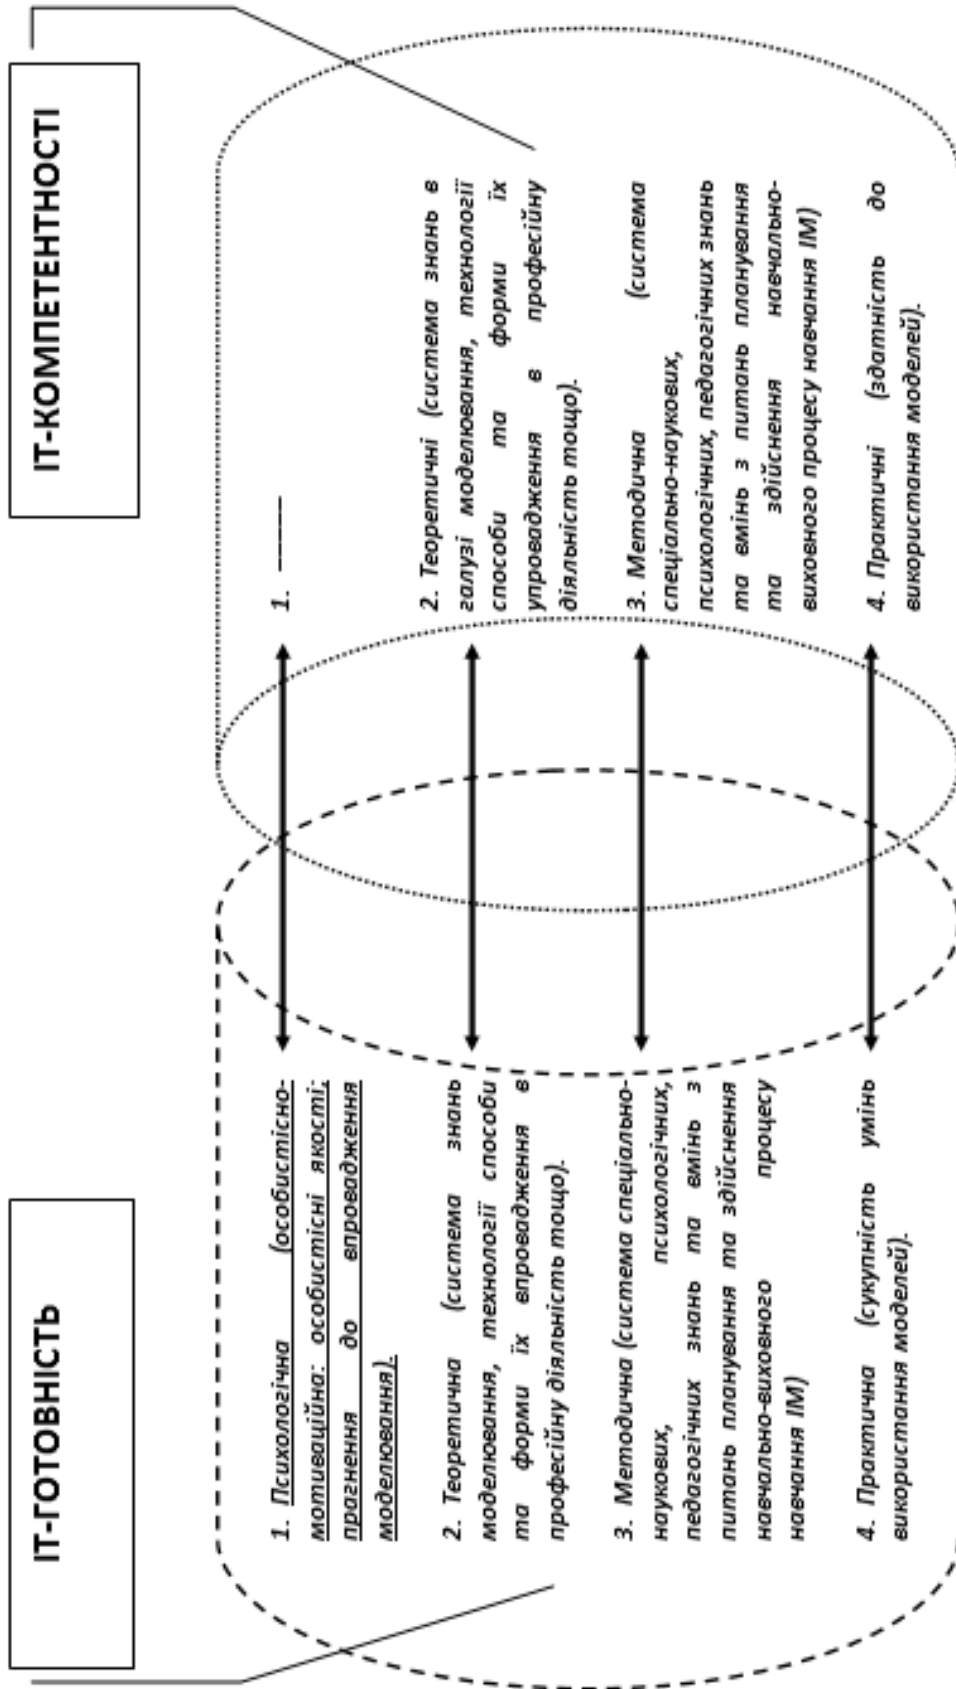 ІТ-ГОТОВНІСТЬ
1. Психологічна (особистісно-
мотиваційна: особистісні якості;
прагнення до впровадження
моделювання).
2. Теоретична (система знань
моделювання, технології способи
та форми їх впровадження в
професійну діяльність тощо).
3. Методична (система спеціально-
наукових, психологічних,
педагогічних знань та вмінь з
питань планування та здійснення
навчально-виховного процесу
навчання ІМ)
4. Практична (сукупність умінь
використання моделей).
ІТ-КОМПЕТЕНТНОСТІ
1. ______
2. Теоретичні (система знань в
галузі моделювання, технології
способи та форми їх
упровадження в професійну
діяльність тощо).
3. Методична (система
спеціально-наукових,
психологічних, педагогічних знань
та вмінь з питань планування
та здійснення навчально-
виховного процесу навчання ІМ)
4. Практичні (здатність до
використання моделей).